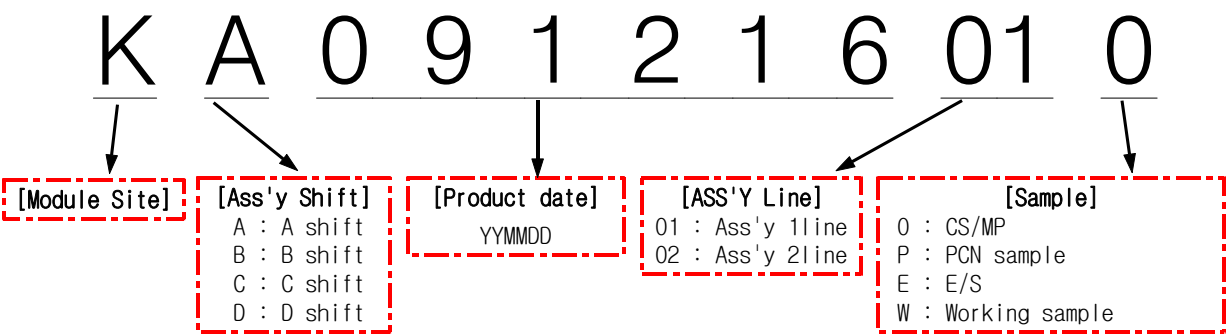 K A 0 9 1 2 1 6 01 0
[Module Site]
[Ass'y Shift]
A : A shift
B : B shift
C : C shift
D : D shift
[Product date]
YYMMDD
[ASS'Y Line]
01 : Ass'y 1line
02 : Ass'y 2line
[Sample]
0 : CS/MP
P : PCN sample
E : E/S
W : Working sample